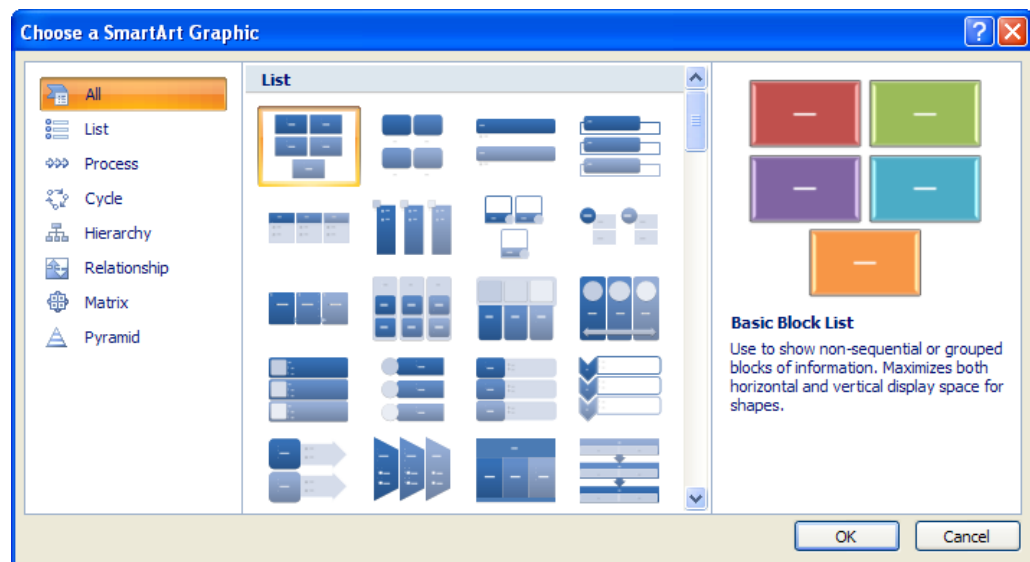 Choose a SmartArt Graphic
All
List
Process
Cycle
Hierarchy
Relationship
Matrix
Pyramid
List
Basic Block List
Use to show non-sequential or grouped
blocks of information. Maximizes both
horizontal and vertical display space for
shapes.
OK
Cancel